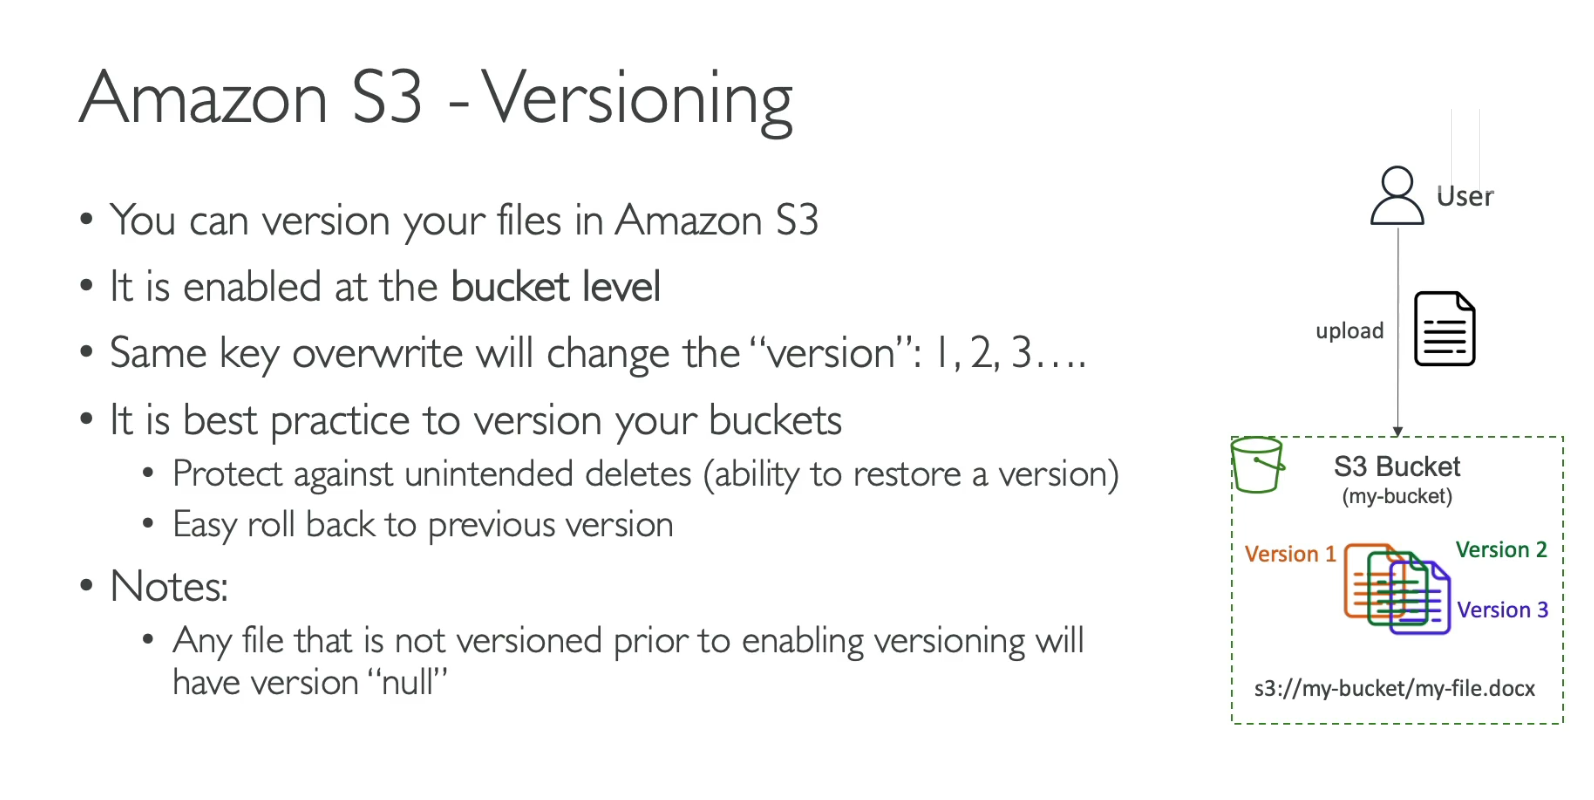 Amazon S3 - Versioning
• You can version your files in Amazon S3
• It is enabled at the bucket level
• Same key overwrite will change the “version”: 1, 2, 3….
• It is best practice to version your buckets
• Protect against unintended deletes (ability to restore a version)
• Easy roll back to previous version
• Notes:
• Any file that is not versioned prior to enabling versioning will
have version “null”
User
upload
S3 Bucket
(my-bucket)
Version 1
Version 2
Version 3
s3://my-bucket/my-file.docx